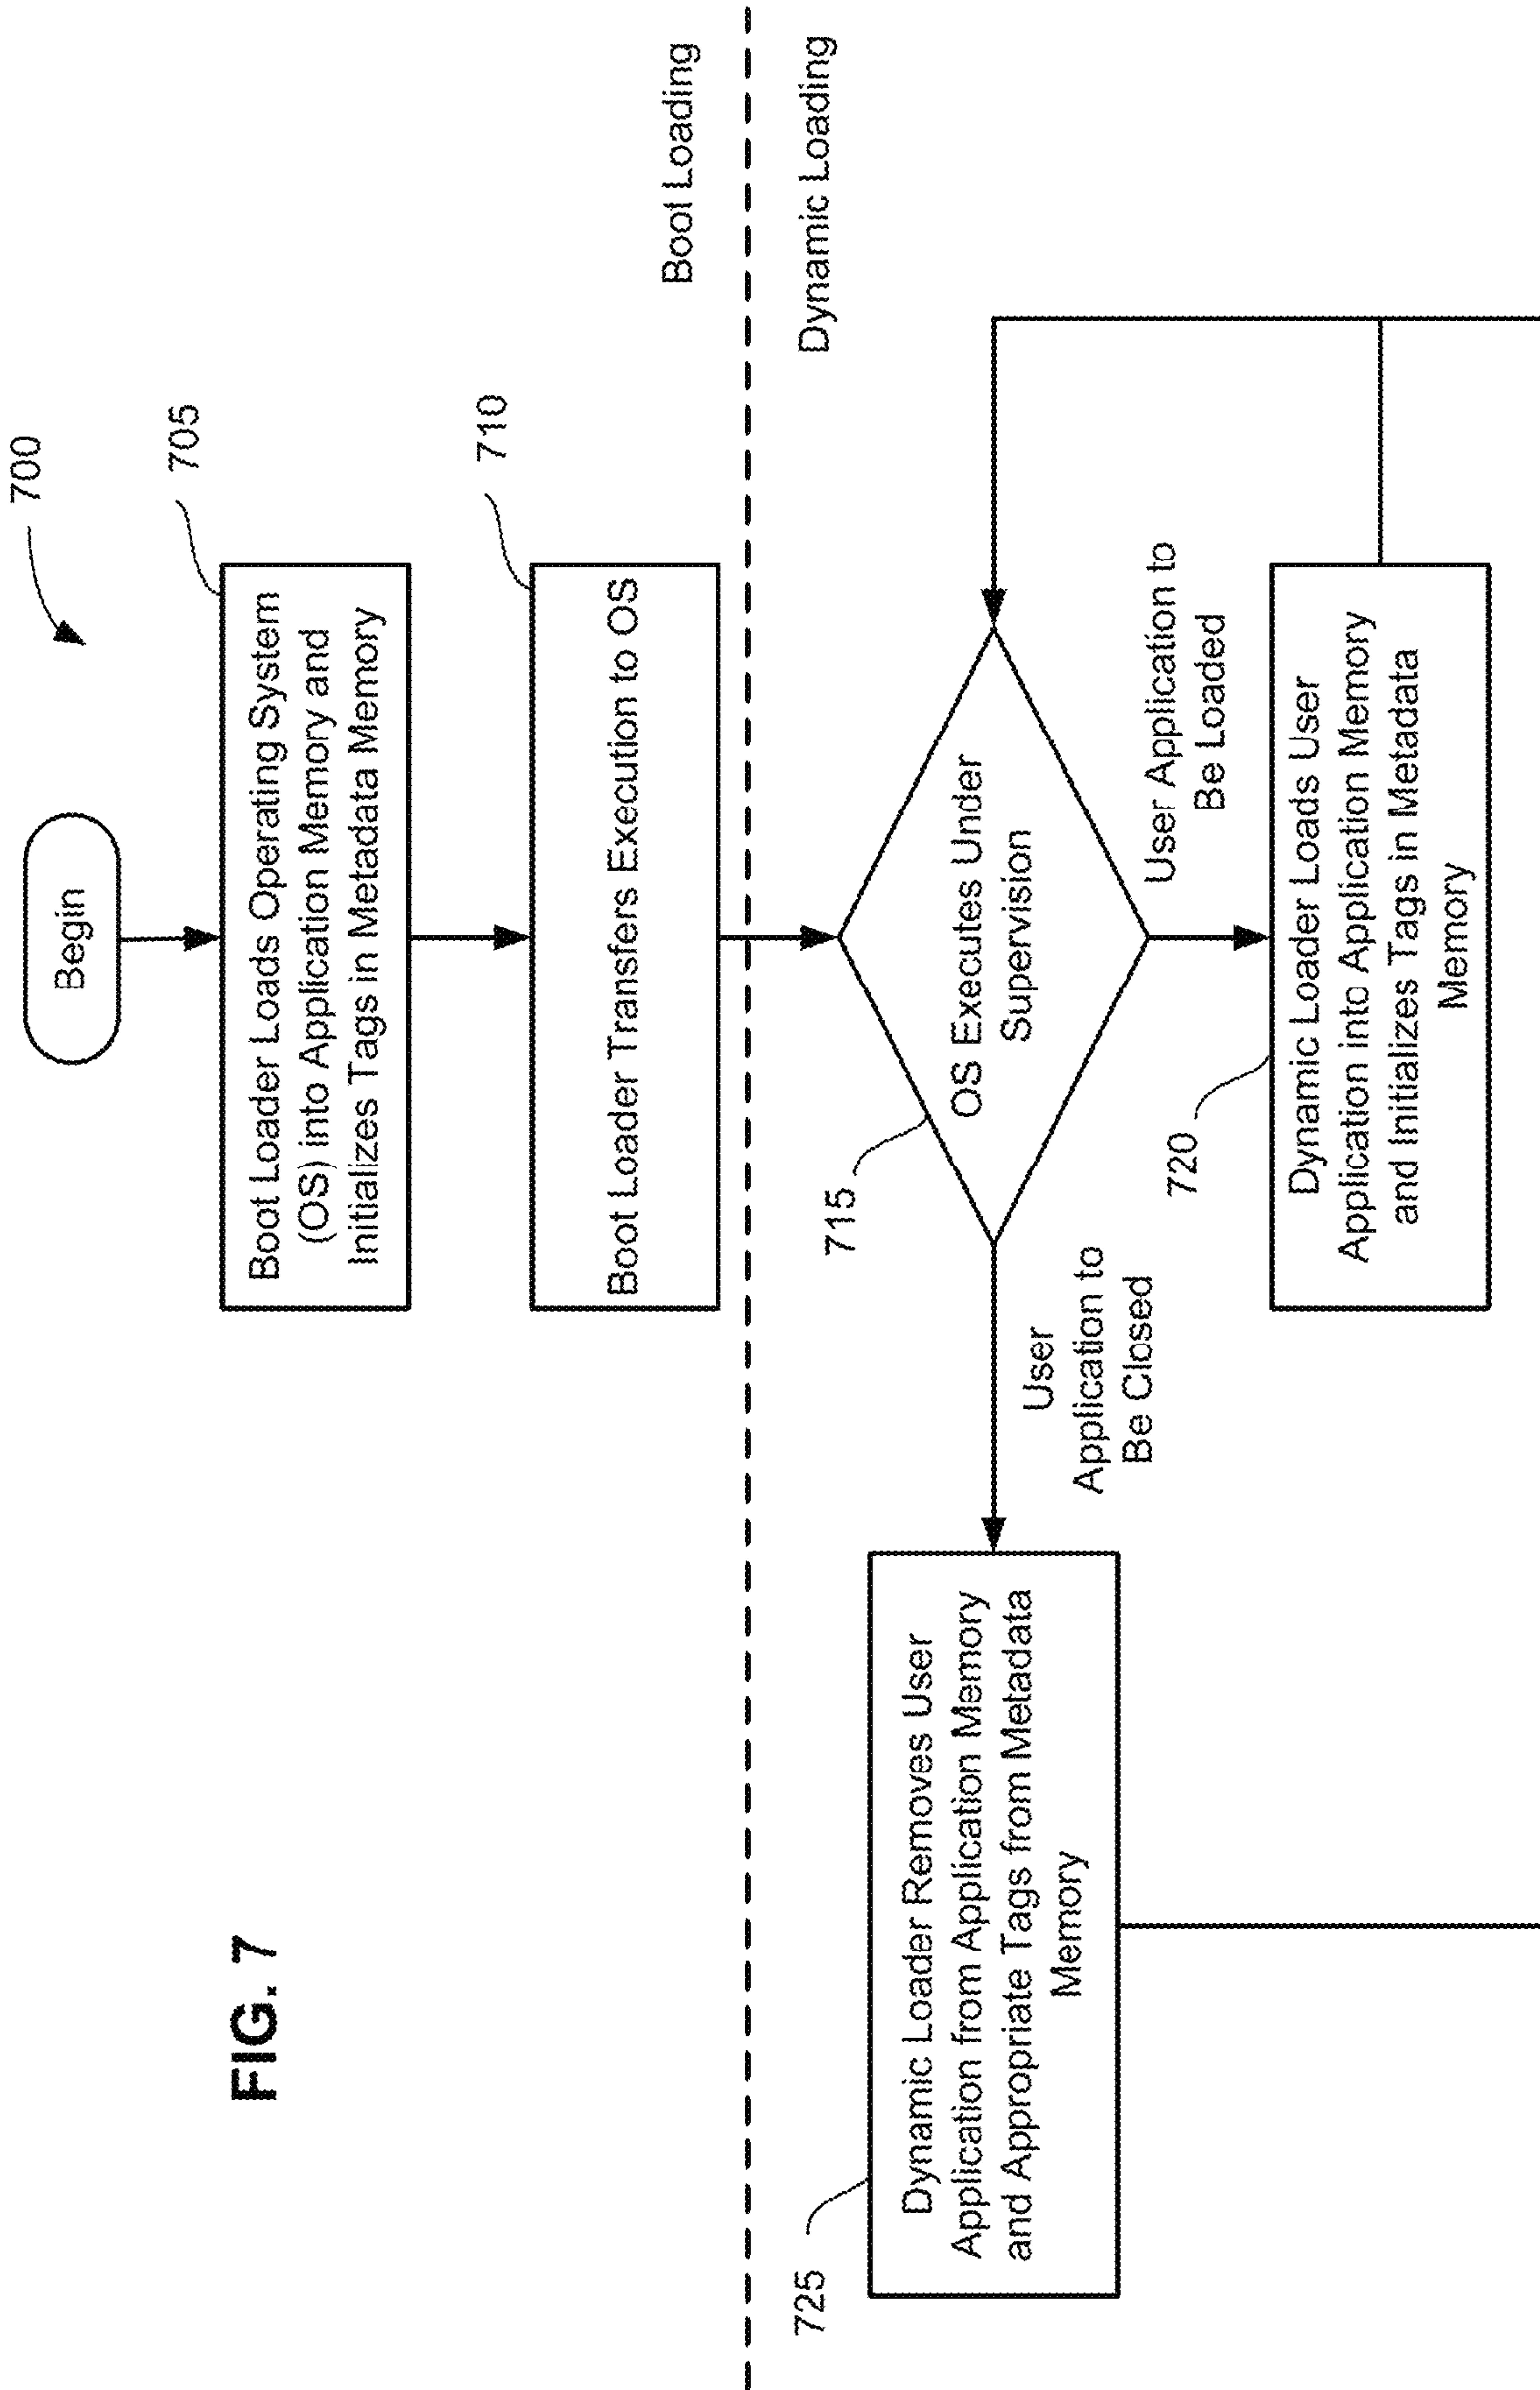 FIG. 7
700
Begin
705
Boot Loader Loads Operating System
(OS) into Application Memory and
Initializes Tags in Metadata Memory
710
Boot Loader Transfers Execution to OS
Boot Loading
Dynamic Loading
715
OS Executes Under
Supervision
User
Application to
Be Closed
User Application to
Be Loaded
725
Dynamic Loader Removes User
Application from Application Memory
and Appropriate Tags from Metadata
Memory
720
Dynamic Loader Loads User
Application into Application Memory
and Initializes Tags in Metadata
Memory